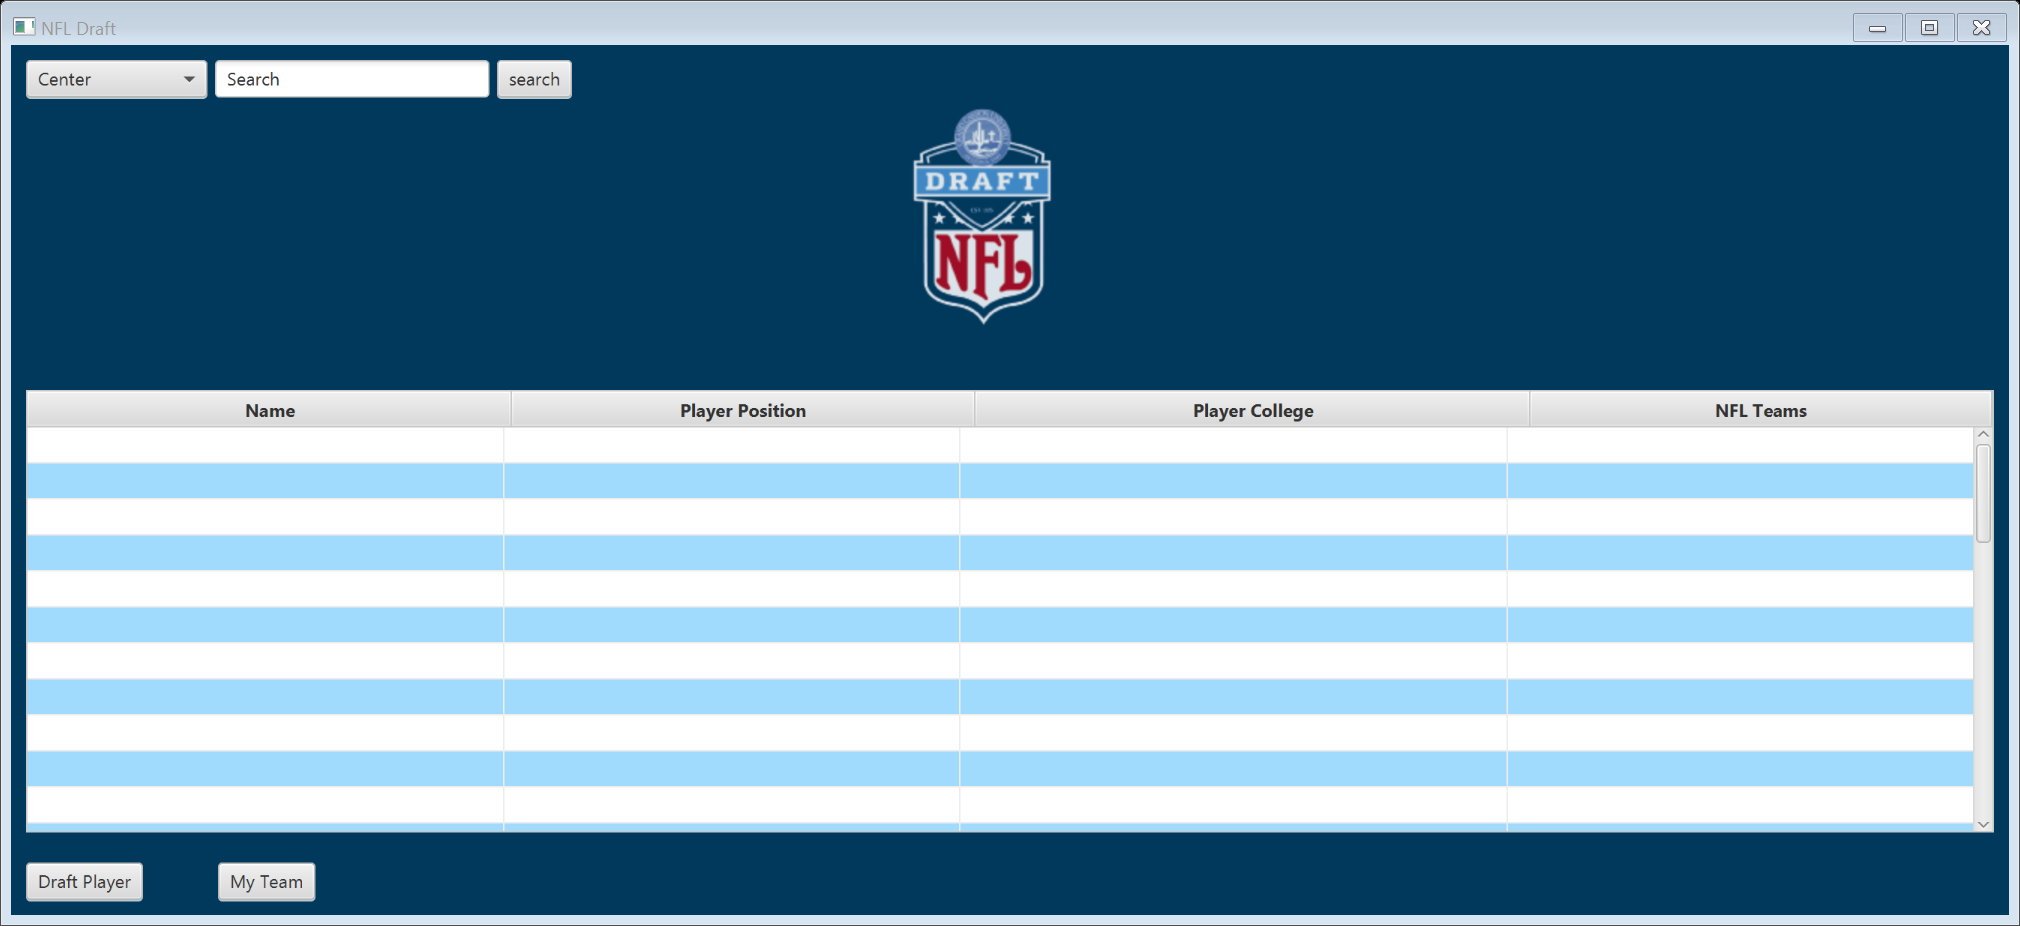 NFL Draft
Center
Search
search
DRAFT
NFL
Name
Player Position
Player College
NFL Teams
Draft Player
My Team